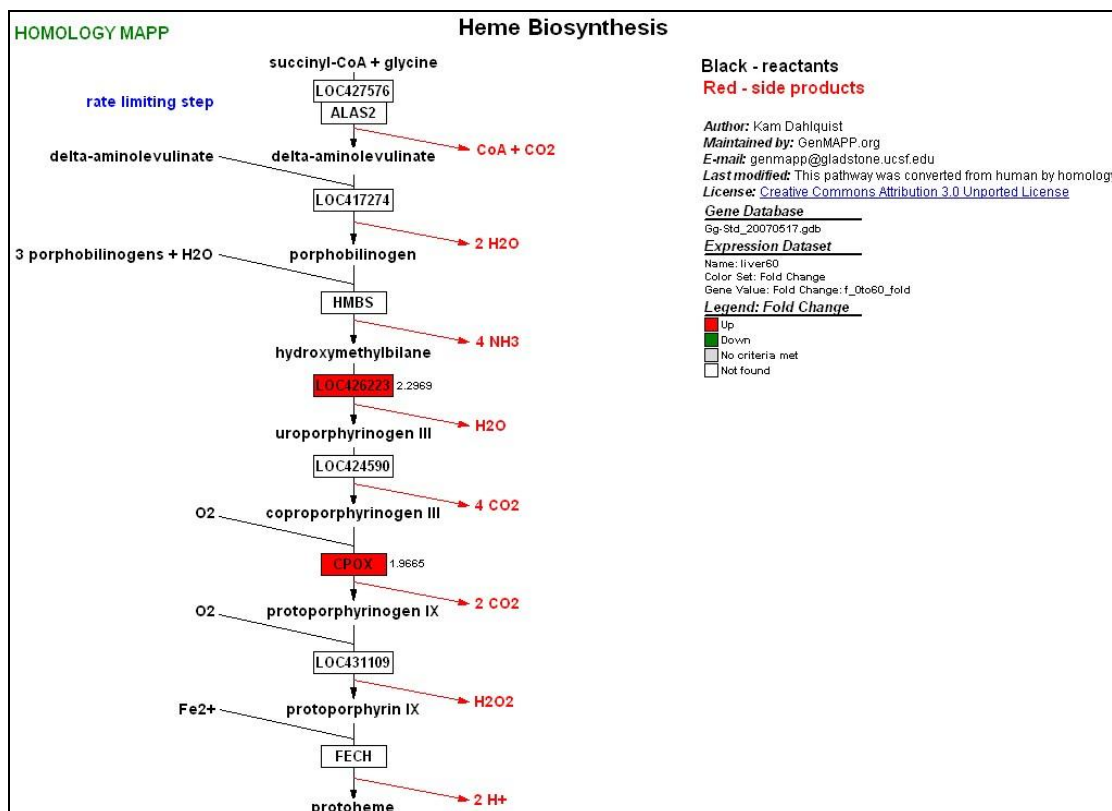 HOMOLOGY MAPP
Heme Biosynthesis
succinyl-CoA + glycine
LOC427576
rate limiting step
ALAS2
CoA + CO2
delta-aminolevulinate
delta-aminolevulinate
LOC417274
2 H2O
porphobilinogen
3 porphobilinogens + H2O
HMBS
4 NH3
hydroxymethylbilane
LOC426223 2.2969
H2O
uroporphyrinogen III
LOC424590
4 CO2
coproporphyrinogen III
O2
CPOX 1.9665
2 CO2
protoporphyrinogen IX
O2
LOC431109
H2O2
protoporphyrin IX
Fe2+
FECH
2 H+
protoheme
Black - reactants
Red - side products
Author: Kam Dahlquist
Maintained by: GenMAPP.org
E-mail: genmapp@gladstone.ucsf.edu
Last modified: This pathway was converted from human by homology
License: Creative Commons Attribution 3.0 Unported License
Gene Database
Gg-Std_20070517.gdb
Expression Dataset
Name: liver60
Color Set: Fold Change
Gene Value: Fold Change: f_0to60_fold
Legend: Fold Change
Up
Down
No criteria met
Not found